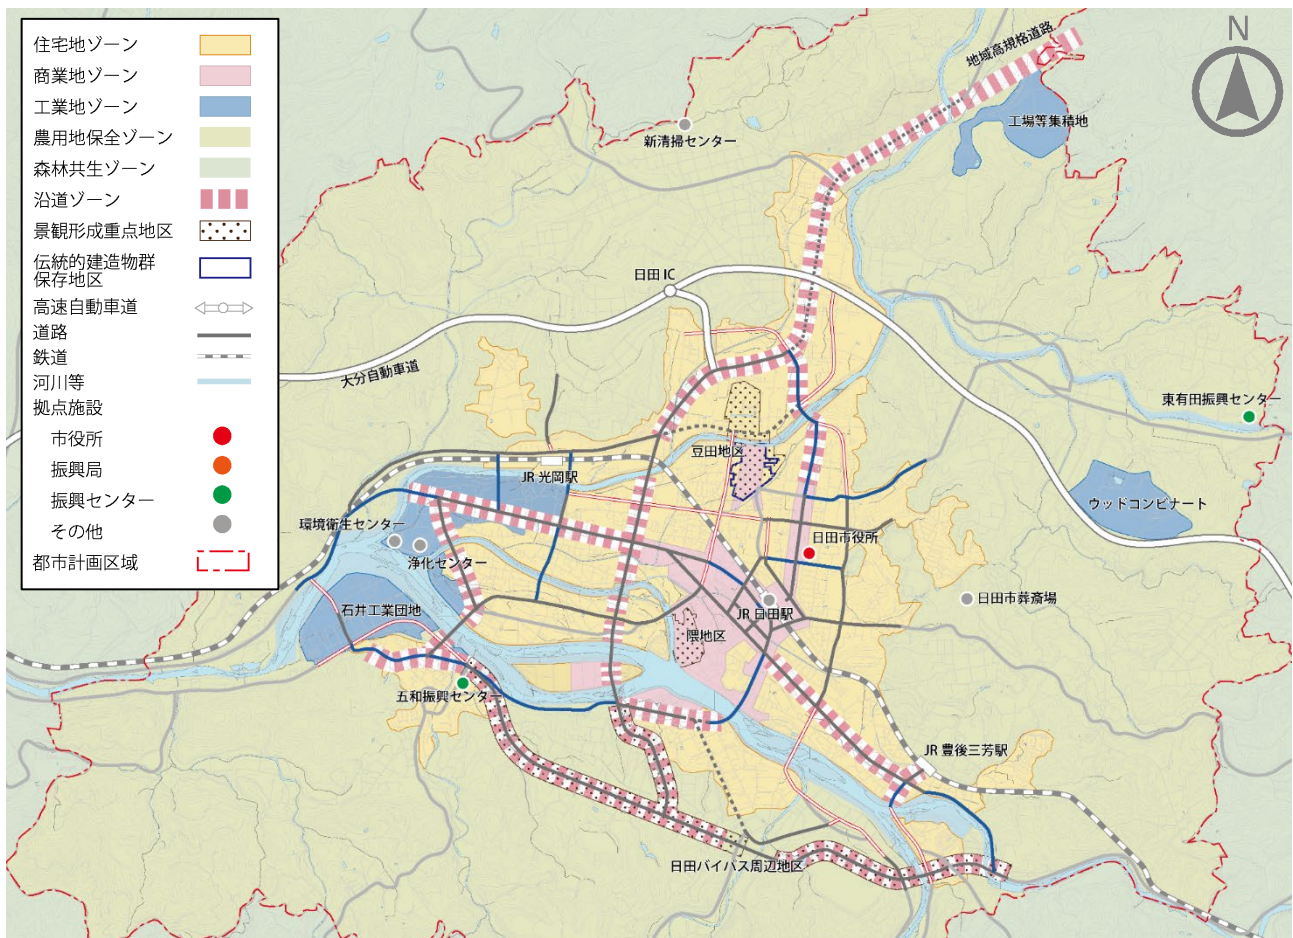 住宅地ゾーン
商業地ゾーン
工業地ゾーン
農用地保全ゾーン
森林共生ゾーン
沿道ゾーン
景観形成重点地区
伝統的建造物群
保存地区
高速自動車道
道路
鉄道
河川等
拠点施設
市役所
振興局
振興センター
その他
都市計画区域
N
地域高規格道路
工場等集積地
新清掃センター
日田IC
大分自動車道
東有田振興センター
豆田地区
JR 光岡駅
ウッドコンビナート
環境衛生センター
日田市役所
浄化センター
日田市葬斎場
石井工業団地
JR 日田駅
隈地区
五和振興センター
JR 豊後三芳駅
日田バイパス周辺地区